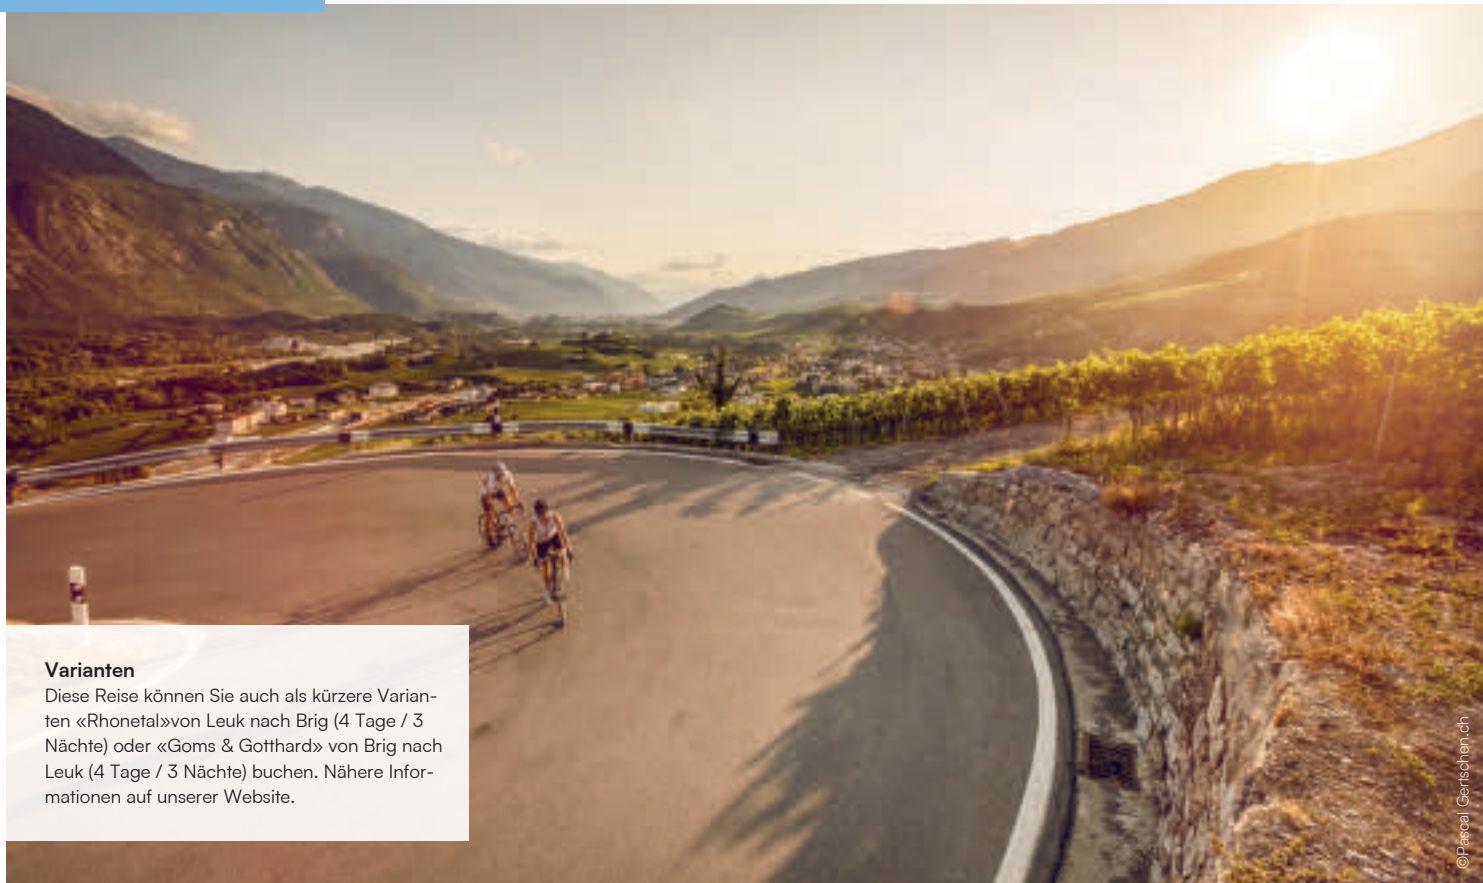 Varianten
Diese Reise können Sie auch als kürzere Varian-
ten «Rhonetal»von Leuk nach Brig (4 Tage / 3
Nächte) oder «Goms & Gotthard» von Brig nach
Leuk (4 Tage / 3 Nächte) buchen. Nähere Infor-
mationen auf unserer Website.
©Pascal Gertschen.ch